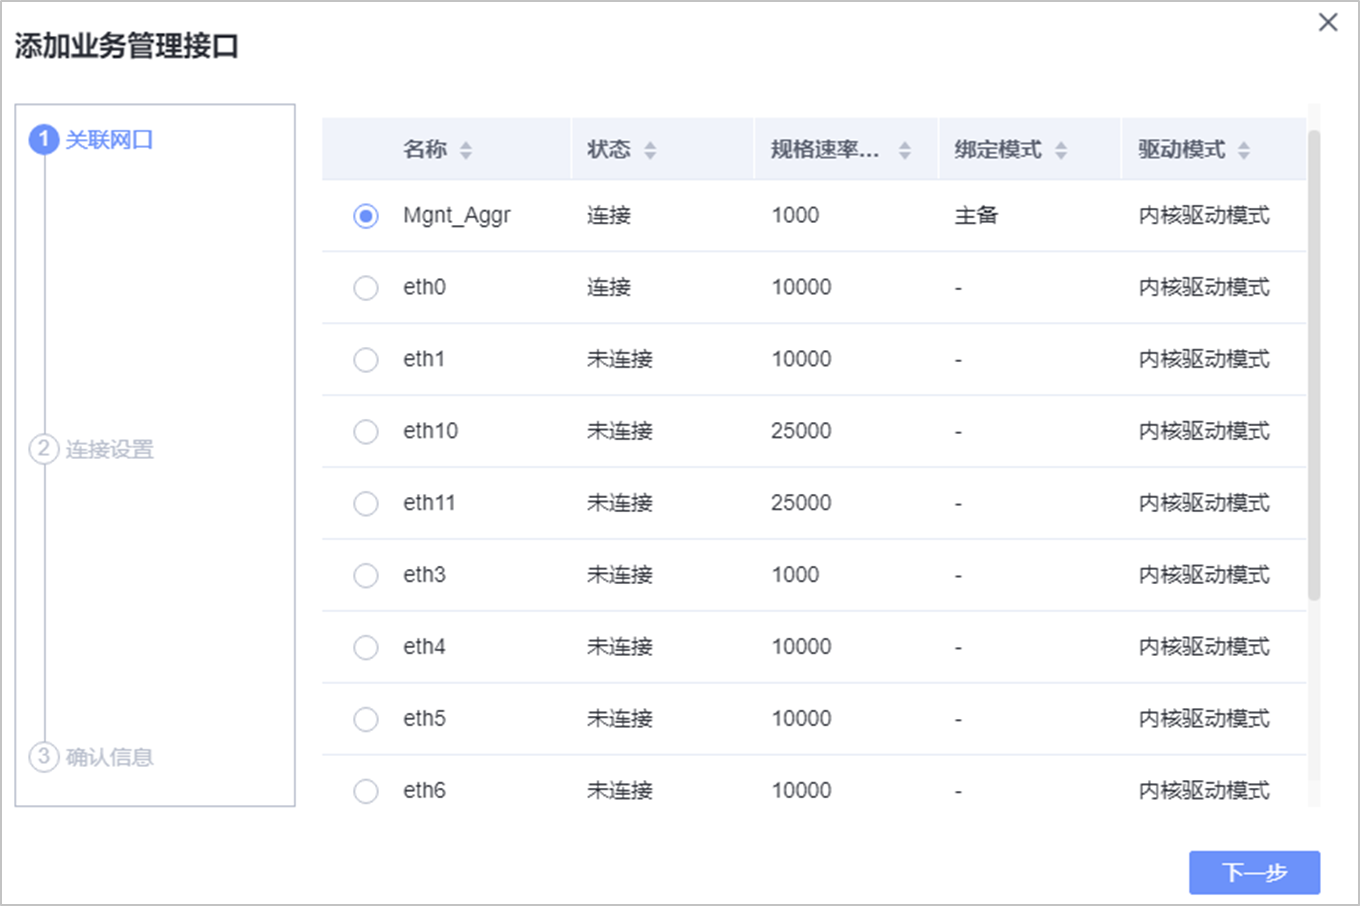 添加业务管理接口
1 关联网口
2 连接设置
3 确认信息
名称 状态 规格速率... 绑定模式 驱动模式
Mgnt_Aggr 连接 1000 主备 内核驱动模式
eth0 连接 10000 - 内核驱动模式
eth1 未连接 10000 - 内核驱动模式
eth10 未连接 25000 - 内核驱动模式
eth11 未连接 25000 - 内核驱动模式
eth3 未连接 1000 - 内核驱动模式
eth4 未连接 10000 - 内核驱动模式
eth5 未连接 10000 - 内核驱动模式
eth6 未连接 10000 - 内核驱动模式
下一步